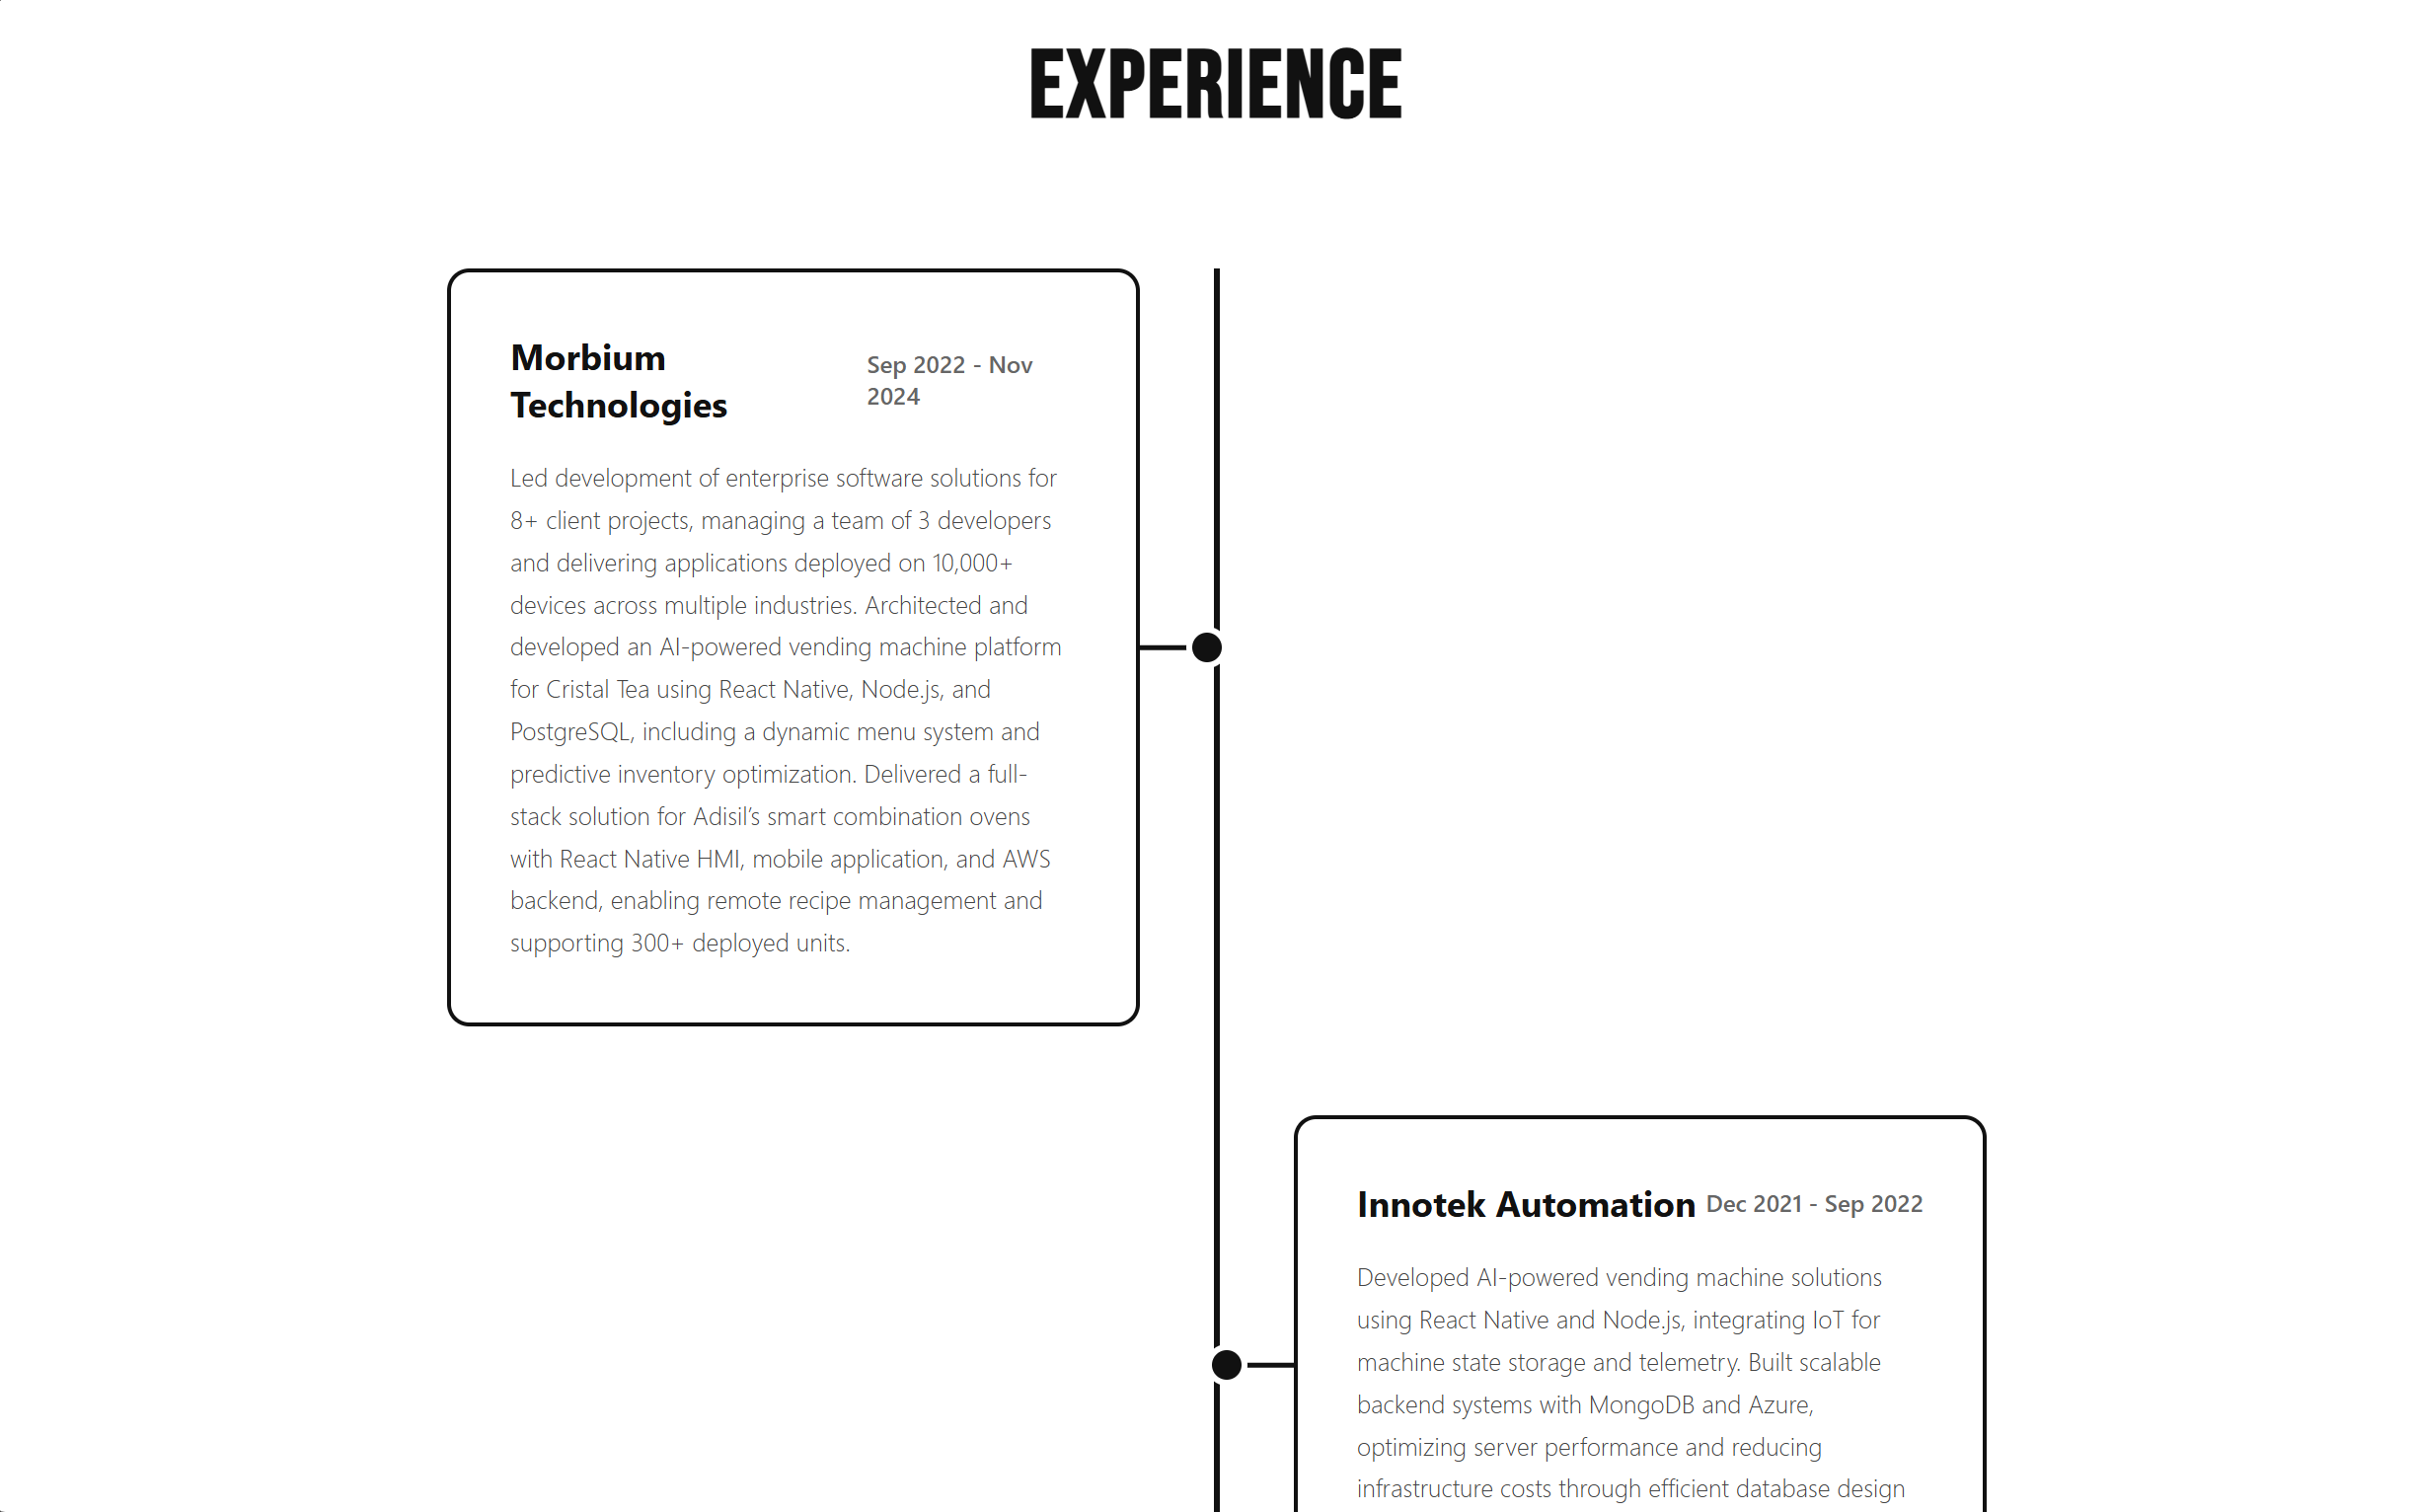 EXPERIENCE
Morbium
Technologies
Sep 2022 - Nov
2024
Led development of enterprise software solutions for
8+ client projects, managing a team of 3 developers
and delivering applications deployed on 10,000+
devices across multiple industries. Architected and
developed an AI-powered vending machine platform
for Cristal Tea using React Native, Node.js, and
PostgreSQL, including a dynamic menu system and
predictive inventory optimization. Delivered a full-
stack solution for Adisil’s smart combination ovens
with React Native HMI, mobile application, and AWS
backend, enabling remote recipe management and
supporting 300+ deployed units.
Innotek Automation Dec 2021 - Sep 2022
Developed AI-powered vending machine solutions
using React Native and Node.js, integrating IoT for
machine state storage and telemetry. Built scalable
backend systems with MongoDB and Azure,
optimizing server performance and reducing
infrastructure costs through efficient database design